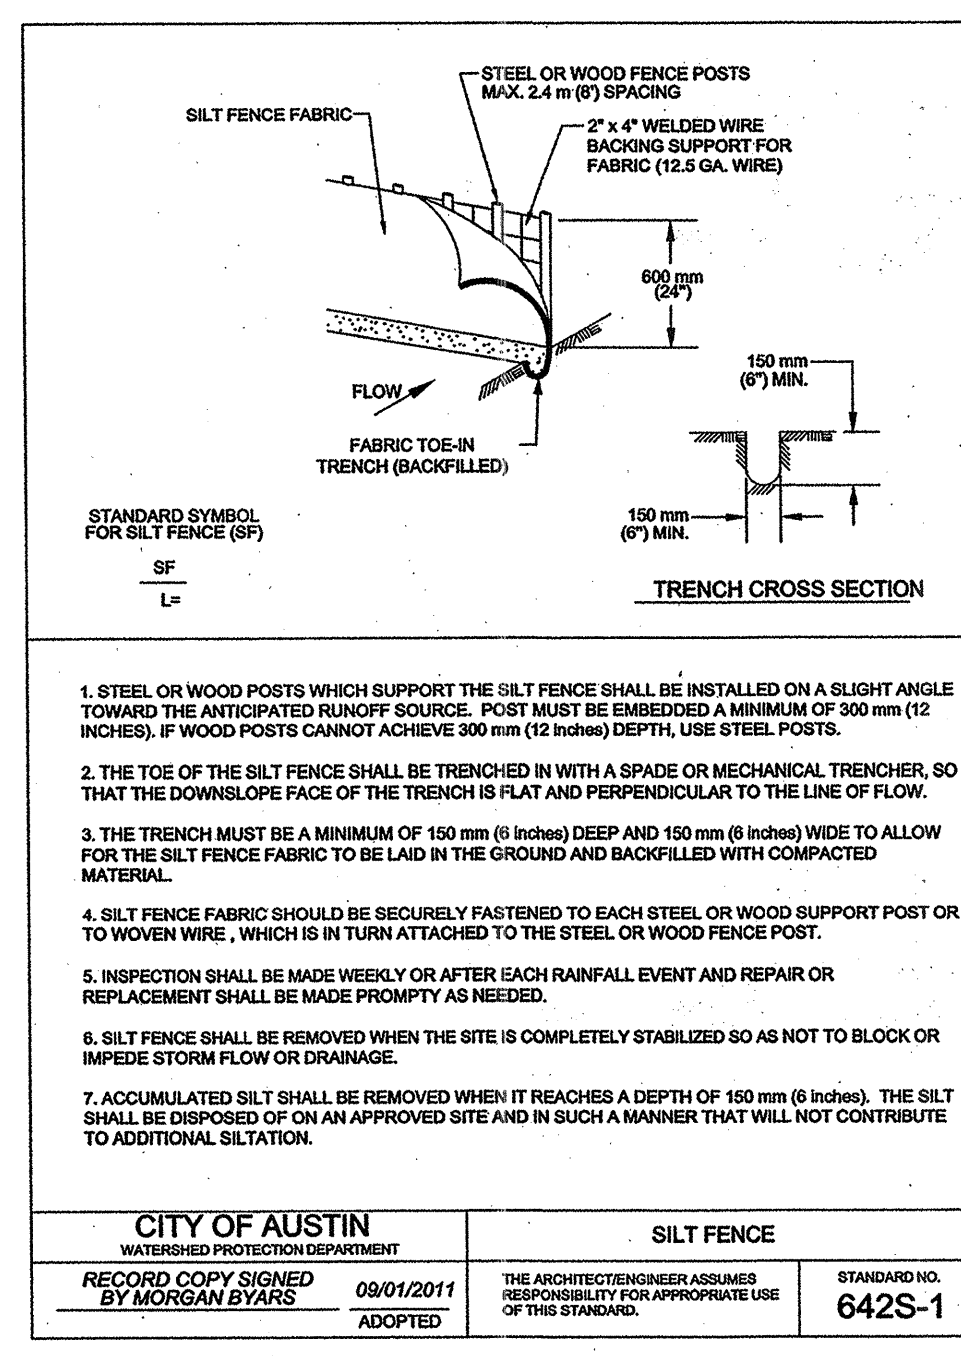 STEEL OR WOOD FENCE POSTS
MAX. 2.4 m (8') SPACING
SILT FENCE FABRIC
2" x 4" WELDED WIRE
BACKING SUPPORT FOR
FABRIC (12.5 GA. WIRE)
600 mm
(24")
150 mm
(6") MIN.
FLOW
FABRIC TOE-IN
TRENCH (BACKFILLED)
150 mm
(6") MIN.
STANDARD SYMBOL
FOR SILT FENCE (SF)
SF
L=
TRENCH CROSS SECTION
1. STEEL OR WOOD POSTS WHICH SUPPORT THE SILT FENCE SHALL BE INSTALLED ON A SLIGHT ANGLE
TOWARD THE ANTICIPATED RUNOFF SOURCE. POST MUST BE EMBEDDED A MINIMUM OF 300 mm (12
INCHES). IF WOOD POSTS CANNOT ACHIEVE 300 mm (12 inches) DEPTH, USE STEEL POSTS.
2. THE TOE OF THE SILT FENCE SHALL BE TRENCHED IN WITH A SPADE OR MECHANICAL TRENCHER, SO
THAT THE DOWNSLOPE FACE OF THE TRENCH IS FLAT AND PERPENDICULAR TO THE LINE OF FLOW.
3. THE TRENCH MUST BE A MINIMUM OF 150 mm (6 inches) DEEP AND 150 mm (6 inches) WIDE TO ALLOW
FOR THE SILT FENCE FABRIC TO BE LAID IN THE GROUND AND BACKFILLED WITH COMPACTED
MATERIAL.
4. SILT FENCE FABRIC SHOULD BE SECURELY FASTENED TO EACH STEEL OR WOOD SUPPORT POST OR
TO WOVEN WIRE , WHICH IS IN TURN ATTACHED TO THE STEEL OR WOOD FENCE POST.
5. INSPECTION SHALL BE MADE WEEKLY OR AFTER EACH RAINFALL EVENT AND REPAIR OR
REPLACEMENT SHALL BE MADE PROMPTY AS NEEDED.
6. SILT FENCE SHALL BE REMOVED WHEN THE SITE IS COMPLETELY STABILIZED SO AS NOT TO BLOCK OR
IMPEDE STORM FLOW OR DRAINAGE.
7. ACCUMULATED SILT SHALL BE REMOVED WHEN IT REACHES A DEPTH OF 150 mm (6 inches). THE SILT
SHALL BE DISPOSED OF ON AN APPROVED SITE AND IN SUCH A MANNER THAT WILL NOT CONTRIBUTE
TO ADDITIONAL SILTATION.
CITY OF AUSTIN
WATERSHED PROTECTION DEPARTMENT
SILT FENCE
RECORD COPY SIGNED
BY MORGAN BYARS
09/01/2011
ADOPTED
THE ARCHITECT/ENGINEER ASSUMES
RESPONSIBILITY FOR APPROPRIATE USE
OF THIS STANDARD.
STANDARD NO.
642S-1